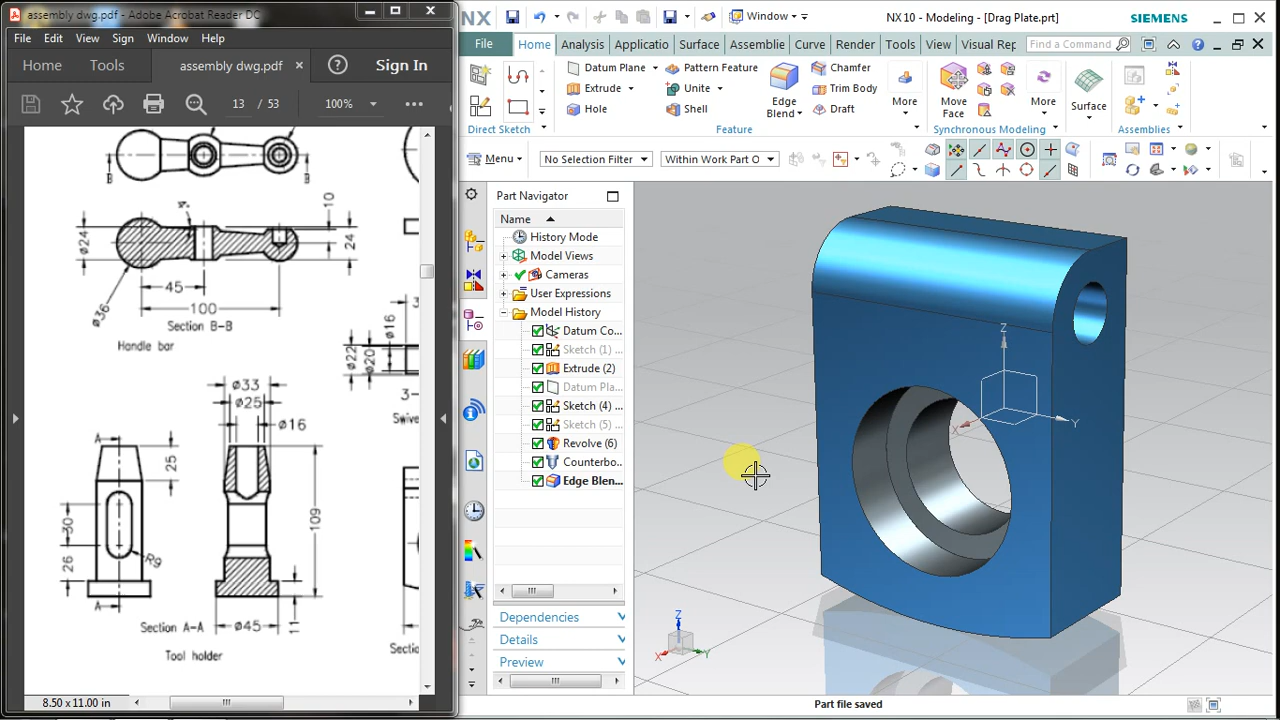 assembly dwg.pdf - Adobe Acrobat Reader DC
File Edit View Sign Window Help
Home Tools assembly dwg.pdf × ? Sign In
13 / 53 100%
B B
10
ø24 24
45
100
ø36
Section B-B
Handle bar
ø16
ø22 ø20
3-
Swive
ø33
ø25
ø16
A
25
30
26
R9
109
A
ø45
11
Section A-A
Tool holder
Sectio
8.50 x 11.00 in
NX Window NX 10 - Modeling - [Drag Plate.prt] SIEMENS
File Home Analysis Applicatio Surface Assemblie Curve Render Tools View Visual Rep Find a Command
Datum Plane Pattern Feature Chamfer
Extrude Unite Trim Body
Hole Shell Draft
Edge Blend More Move Face More Surface
Direct Sketch Feature Synchronous Modeling Assemblies
Menu No Selection Filter Within Work Part O
Part Navigator
Name
History Mode
Model Views
Cameras
User Expressions
Model History
Datum Co...
Sketch (1) ...
Extrude (2)
Datum Pla...
Sketch (4) ...
Sketch (5) ...
Revolve (6)
Counterbo...
Edge Blen...
Dependencies
Details
Preview
Z
X Y
Z
X Y
Part file saved